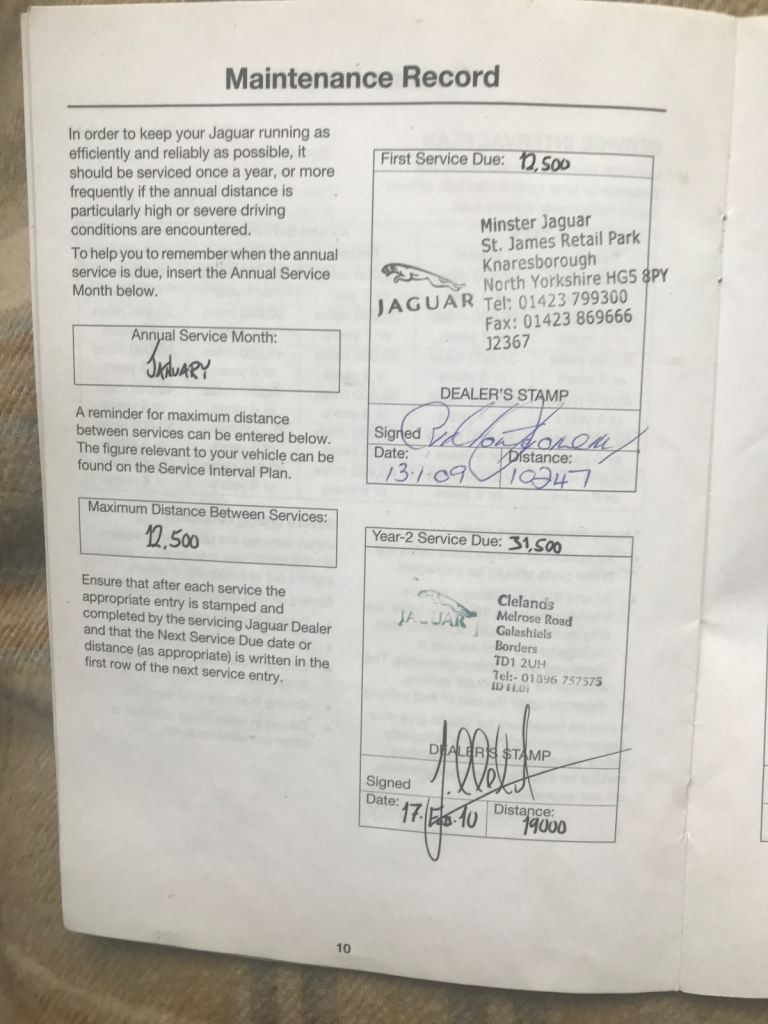 Maintenance Record
In order to keep your Jaguar running as
efficiently and reliably as possible, it
should be serviced once a year, or more
frequently if the annual distance is
particularly high or severe driving
conditions are encountered.
To help you to remember when the annual
service is due, insert the Annual Service
Month below.
Annual Service Month:
JANUARY
A reminder for maximum distance
between services can be entered below.
The figure relevant to your vehicle can be
found on the Service Interval Plan.
Maximum Distance Between Services:
12,500
Ensure that after each service the
appropriate entry is stamped and
completed by the servicing Jaguar Dealer
and that the Next Service Due date or
distance (as appropriate) is written in the
first row of the next service entry.
First Service Due: 12,500
Minster Jaguar
St. James Retail Park
Knaresborough
North Yorkshire HG5 8PY
JAGUAR Tel: 01423 799300
Fax: 01423 869666
J2367
DEALER'S STAMP
Signed
Date: Distance:
13.1.09 10247
Year-2 Service Due: 31,500
JAGUAR
Clelands
Melrose Road
Galashiels
Borders
TD1 2UH
Tel:- 01896 757575
DEALER'S STAMP
Signed
Date: 17. Feb. 10 Distance:
19000
10